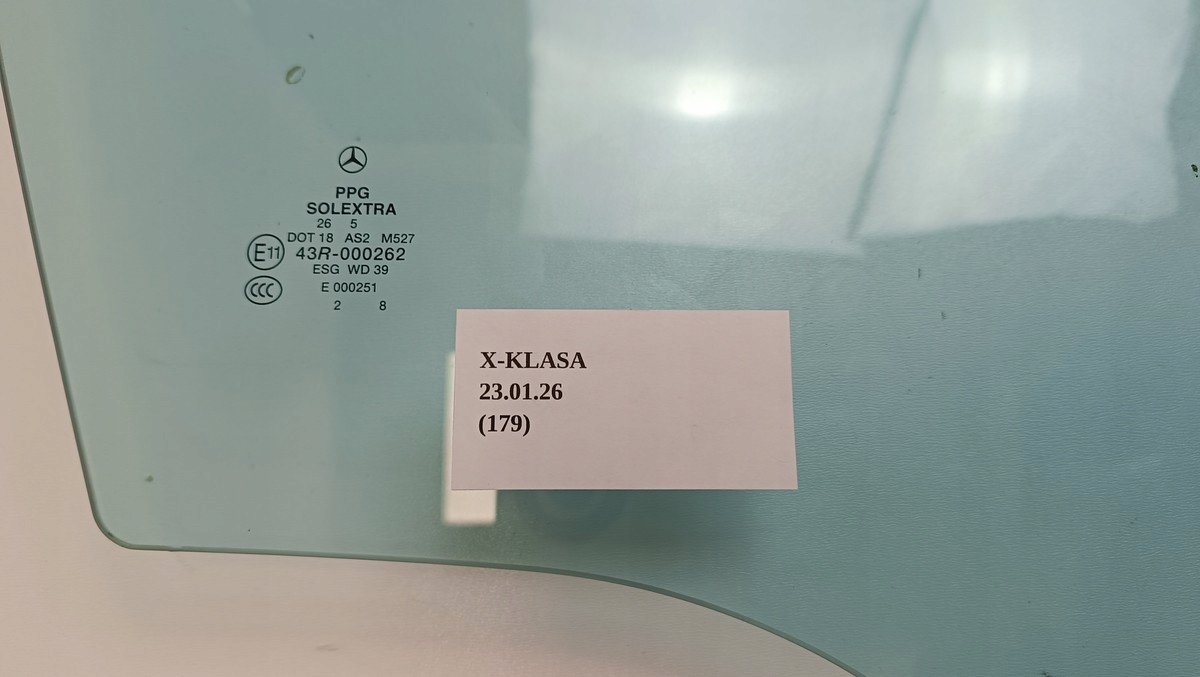 PPG
SOLEXTRA
26 5
DOT 18 AS2 M527
E11 43R-000262
ESG WD 39
CCC E 000251
2 8
X-KLASA
23.01.26
(179)